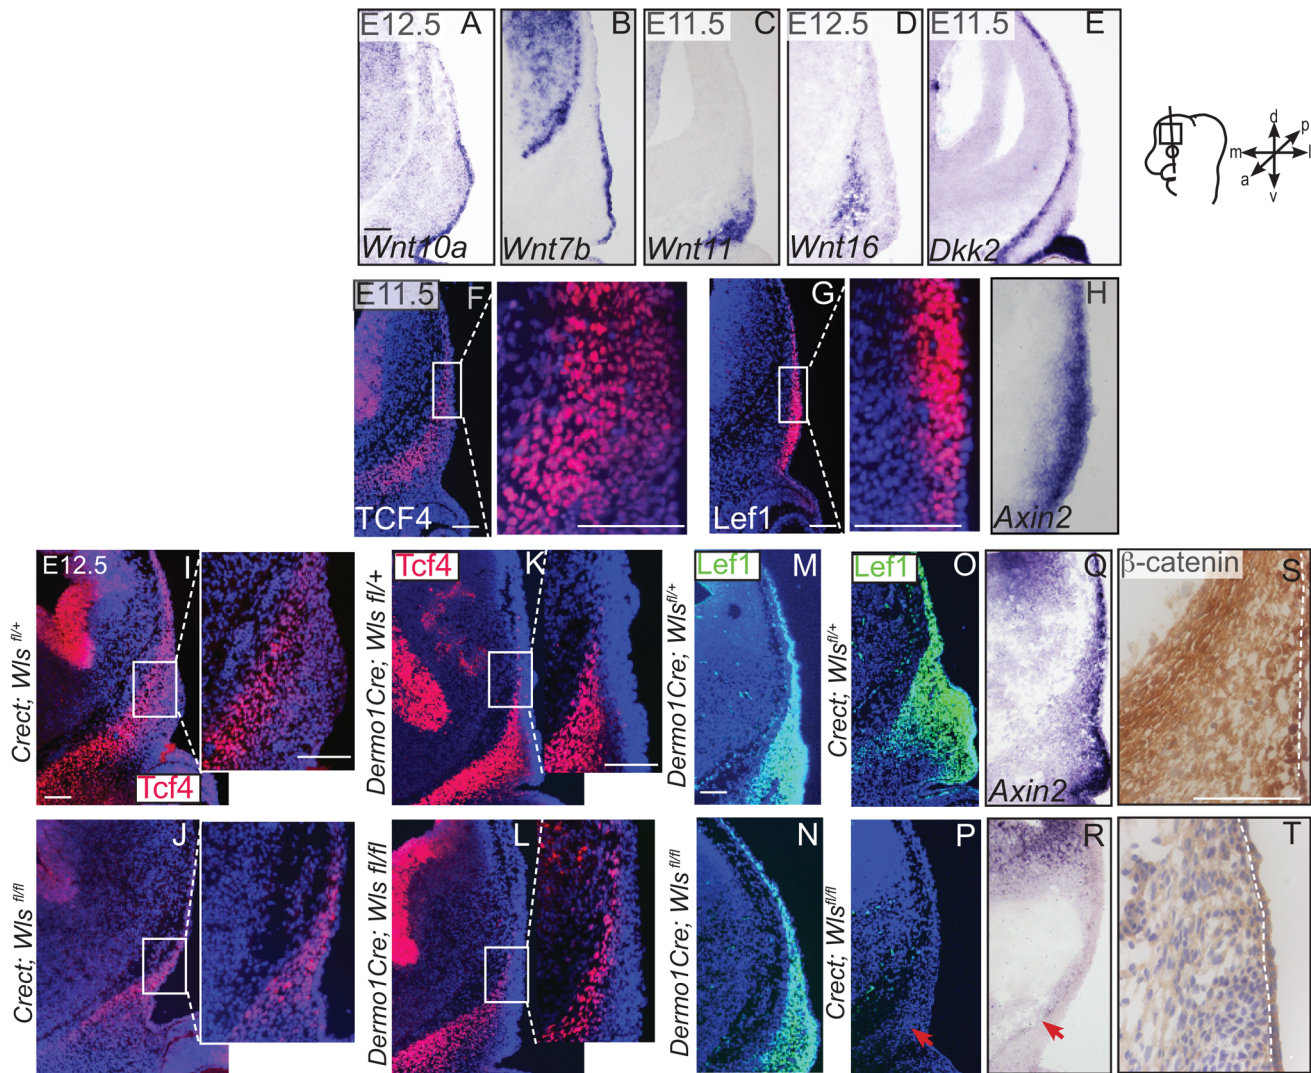 E12.5 A
Wnt10a
B
Wnt7b
E11.5 C
Wnt11
E12.5 D
Wnt16
E11.5 E
Dkk2
d
p
m l
a
v
E11.5 F
TCF4
G
Lef1
H
Axin2
Crect; Wls fl/+
E12.5 I
Tcf4
Dermo1Cre; Wls fl/+
Tcf4 K
Dermo1Cre; Wls fl/+
Lef1 M
Crect; Wls fl/+
Lef1 O
Q
Axin2
β-catenin S
Crect; Wls fl/fl
J
Dermo1Cre; Wls fl/fl
L
Dermo1Cre; Wls fl/fl
N
Crect; Wls fl/fl
P
R
T